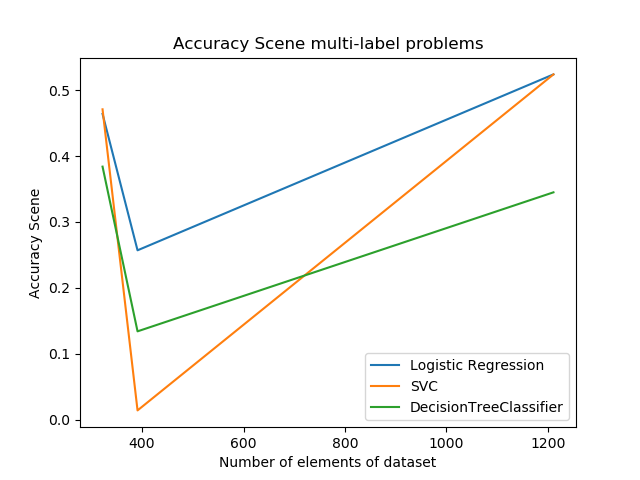 Accuracy Scene multi-label problems
Accuracy Scene
0.5
0.4
0.3
0.2
0.1
0.0
Logistic Regression
SVC
DecisionTreeClassifier
400 600 800 1000 1200
Number of elements of dataset